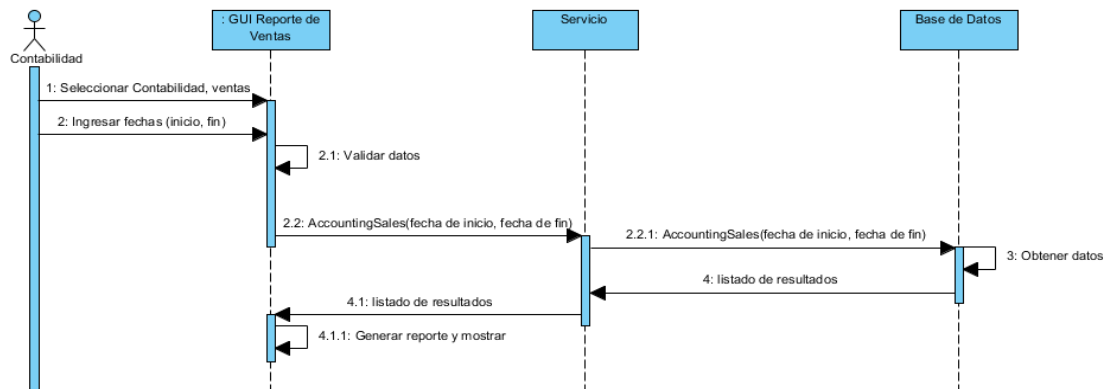 : GUI Reporte de
Ventas
Servicio
Base de Datos
Contabilidad
1: Seleccionar Contabilidad, ventas
2: Ingresar fechas (inicio, fin)
2.1: Validar datos
2.2: AccountingSales(fecha de inicio, fecha de fin)
2.2.1: AccountingSales(fecha de inicio, fecha de fin)
3: Obtener datos
4: listado de resultados
4.1: listado de resultados
4.1.1: Generar reporte y mostrar